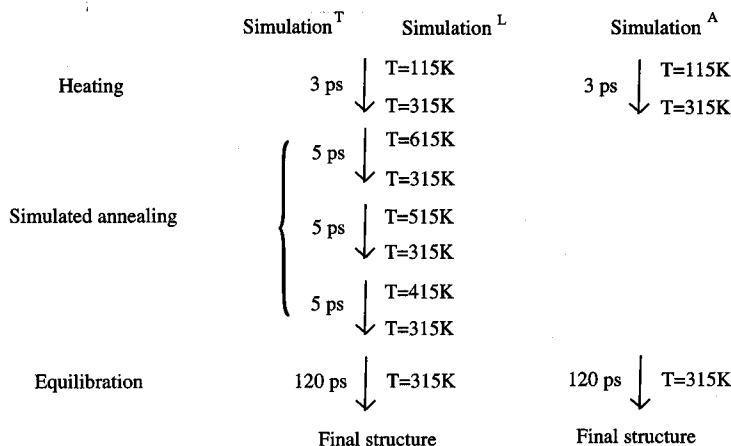 Simulation T Simulation L Simulation A
T=115K T=115K
Heating 3 ps 3 ps
T=315K T=315K
T=615K
5 ps
T=315K
Simulated annealing 5 ps T=515K
T=315K
5 ps T=415K
T=315K
Equilibration 120 ps T=315K 120 ps T=315K
Final structure Final structure